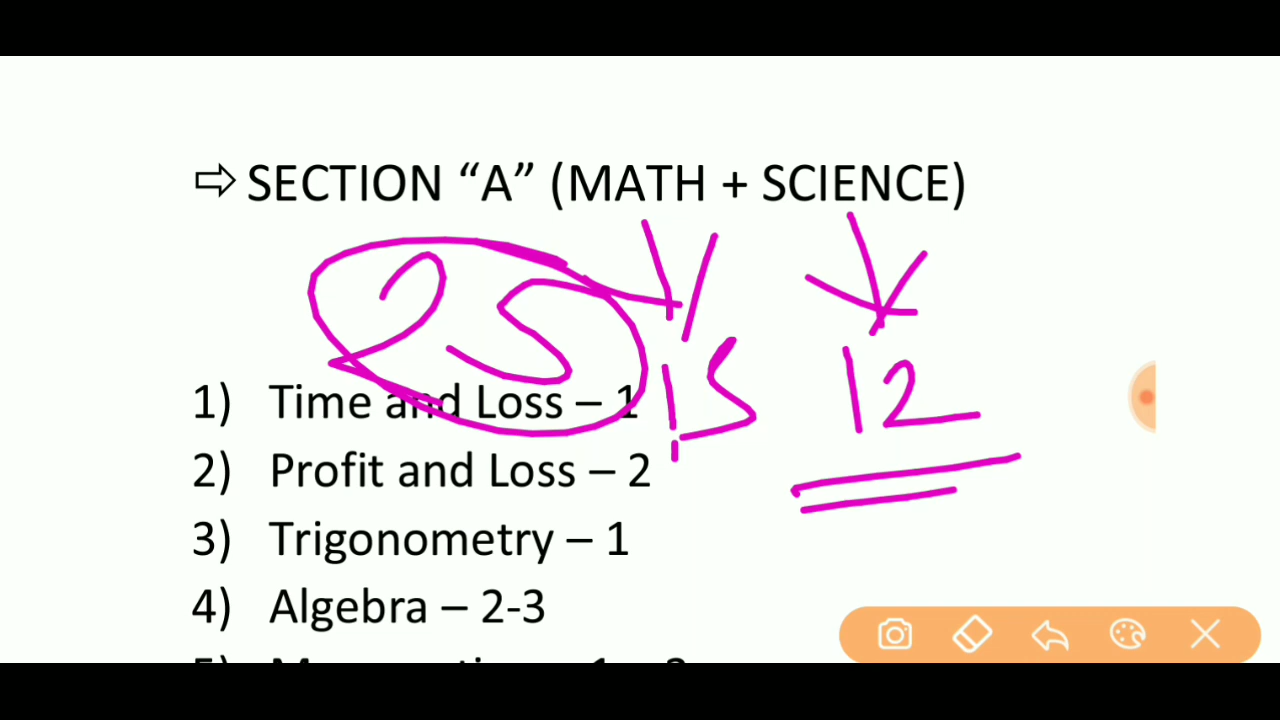 ⇨ SECTION “A” (MATH + SCIENCE)
25
15 12
1) Time and Loss – 1
2) Profit and Loss – 2
3) Trigonometry – 1
4) Algebra – 2-3